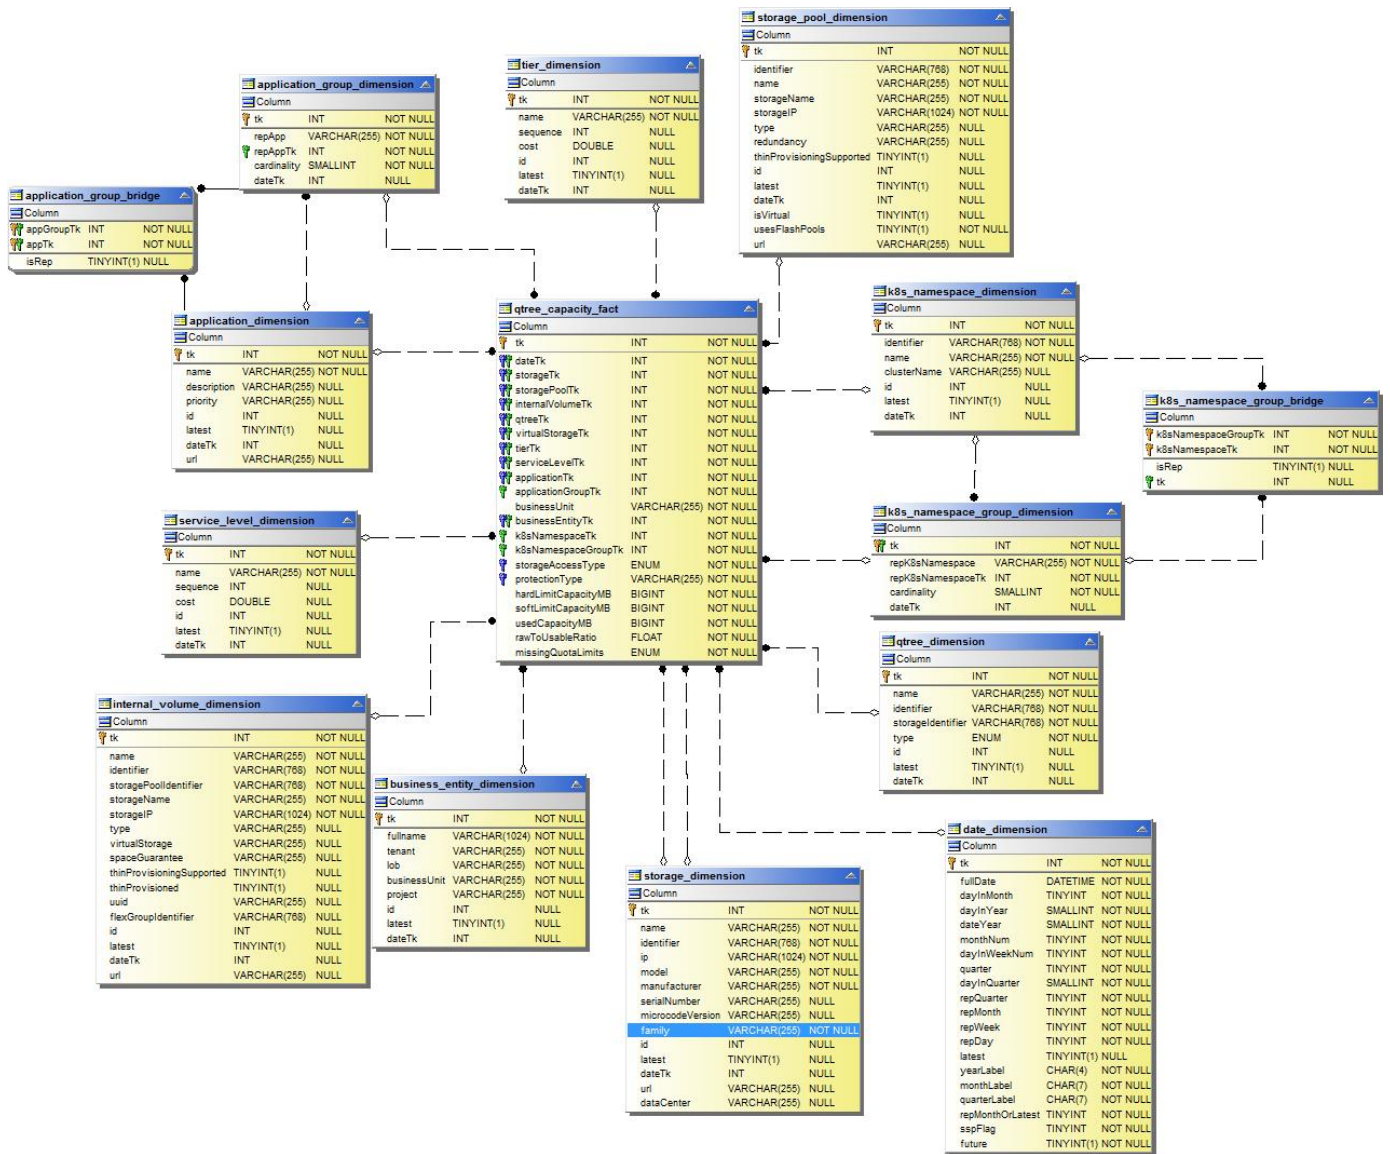 storage_pool_dimension
Column
tk INT NOT NULL
identifier VARCHAR(768) NOT NULL
name VARCHAR(255) NOT NULL
storageName VARCHAR(255) NOT NULL
storageIP VARCHAR(1024) NOT NULL
type VARCHAR(255) NULL
redundancy VARCHAR(255) NULL
thinProvisioningSupported TINYINT(1) NULL
id INT NULL
latest TINYINT(1) NULL
dateTk INT NULL
isVirtual TINYINT(1) NULL
usesFlashPools TINYINT(1) NOT NULL
url VARCHAR(255) NULL
tier_dimension
Column
tk INT NOT NULL
name VARCHAR(255) NOT NULL
sequence INT NULL
cost DOUBLE NULL
id INT NULL
latest TINYINT(1) NULL
dateTk INT NULL
application_group_dimension
Column
tk INT NOT NULL
repApp VARCHAR(255) NOT NULL
repAppTk INT NOT NULL
cardinality SMALLINT NOT NULL
dateTk INT NULL
application_group_bridge
Column
appGroupTk INT NOT NULL
appTk INT NOT NULL
isRep TINYINT(1) NULL
application_dimension
Column
tk INT NOT NULL
name VARCHAR(255) NOT NULL
description VARCHAR(255) NULL
priority VARCHAR(255) NULL
id INT NULL
latest TINYINT(1) NULL
dateTk INT NULL
url VARCHAR(255) NULL
qtree_capacity_fact
Column
tk INT NOT NULL
dateTk INT NOT NULL
storageTk INT NOT NULL
storagePoolTk INT NOT NULL
internalVolumeTk INT NOT NULL
qtreeTk INT NOT NULL
virtualStorageTk INT NOT NULL
tierTk INT NOT NULL
serviceLevelTk INT NOT NULL
applicationTk INT NOT NULL
applicationGroupTk INT NOT NULL
businessUnit VARCHAR(255) NOT NULL
businessEntityTk INT NOT NULL
k8sNamespaceTk INT NOT NULL
k8sNamespaceGroupTk INT NOT NULL
storageAccessType ENUM NOT NULL
protectionType VARCHAR(255) NOT NULL
hardLimitCapacityMB BIGINT NOT NULL
softLimitCapacityMB BIGINT NOT NULL
usedCapacityMB BIGINT NOT NULL
rawToUsableRatio FLOAT NOT NULL
missingQuotaLimits ENUM NOT NULL
k8s_namespace_dimension
Column
tk INT NOT NULL
identifier VARCHAR(768) NOT NULL
name VARCHAR(255) NOT NULL
clusterName VARCHAR(255) NULL
id INT NULL
latest TINYINT(1) NULL
dateTk INT NULL
k8s_namespace_group_bridge
Column
k8sNamespaceGroupTk INT NOT NULL
k8sNamespaceTk INT NOT NULL
isRep TINYINT(1) NULL
tk INT NULL
k8s_namespace_group_dimension
Column
tk INT NOT NULL
repK8sNamespace VARCHAR(255) NOT NULL
repK8sNamespaceTk INT NOT NULL
cardinality SMALLINT NOT NULL
dateTk INT NULL
service_level_dimension
Column
tk INT NOT NULL
name VARCHAR(255) NOT NULL
sequence INT NULL
cost DOUBLE NULL
id INT NULL
latest TINYINT(1) NULL
dateTk INT NULL
qtree_dimension
Column
tk INT NOT NULL
name VARCHAR(255) NOT NULL
identifier VARCHAR(768) NOT NULL
storageIdentifier VARCHAR(768) NOT NULL
type ENUM NOT NULL
id INT NULL
latest TINYINT(1) NULL
dateTk INT NULL
internal_volume_dimension
Column
tk INT NOT NULL
name VARCHAR(255) NOT NULL
identifier VARCHAR(768) NOT NULL
storagePoolIdentifier VARCHAR(768) NOT NULL
storageName VARCHAR(255) NOT NULL
storageIP VARCHAR(1024) NOT NULL
type VARCHAR(255) NULL
virtualStorage VARCHAR(255) NULL
spaceGuarantee VARCHAR(255) NULL
thinProvisioningSupported TINYINT(1) NULL
thinProvisioned TINYINT(1) NULL
uuid VARCHAR(255) NULL
flexGroupIdentifier VARCHAR(768) NULL
id INT NULL
latest TINYINT(1) NULL
dateTk INT NULL
url VARCHAR(255) NULL
business_entity_dimension
Column
tk INT NOT NULL
fullname VARCHAR(1024) NOT NULL
tenant VARCHAR(255) NOT NULL
lob VARCHAR(255) NOT NULL
businessUnit VARCHAR(255) NOT NULL
project VARCHAR(255) NOT NULL
id INT NULL
latest TINYINT(1) NULL
dateTk INT NULL
storage_dimension
Column
tk INT NOT NULL
name VARCHAR(255) NOT NULL
identifier VARCHAR(768) NOT NULL
ip VARCHAR(1024) NOT NULL
model VARCHAR(255) NOT NULL
manufacturer VARCHAR(255) NOT NULL
serialNumber VARCHAR(255) NULL
microcodeVersion VARCHAR(255) NULL
family VARCHAR(255) NOT NULL
id INT NULL
latest TINYINT(1) NULL
dateTk INT NULL
url VARCHAR(255) NULL
dataCenter VARCHAR(255) NULL
date_dimension
Column
tk INT NOT NULL
fullDate DATETIME NOT NULL
dayInMonth TINYINT NOT NULL
dayInYear SMALLINT NOT NULL
dateYear SMALLINT NOT NULL
monthNum TINYINT NOT NULL
dayInWeekNum TINYINT NOT NULL
quarter TINYINT NOT NULL
dayInQuarter SMALLINT NOT NULL
repQuarter TINYINT NOT NULL
repMonth TINYINT NOT NULL
repWeek TINYINT NOT NULL
repDay TINYINT NOT NULL
latest TINYINT(1) NULL
yearLabel CHAR(4) NOT NULL
monthLabel CHAR(7) NOT NULL
quarterLabel CHAR(7) NOT NULL
repMonthOrLatest TINYINT NOT NULL
sspFlag TINYINT NOT NULL
future TINYINT(1) NOT NULL